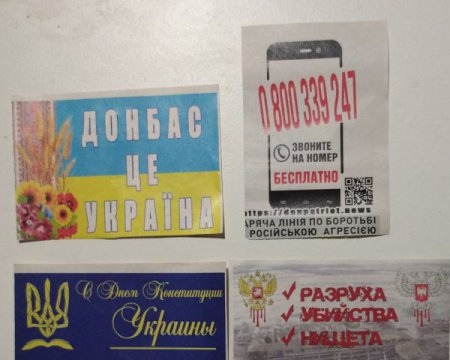 ДОНБАС
ЦЕ
УКРАЇНА
0 800 339 247
ЗВОНИТЕ
НА НОМЕР
БЕСПЛАТНО
https://donpatriot.news
АРЯЧА ЛІНІЯ ПО БОРОТЬБІ
РОСІЙСЬКОЮ АГРЕСІЄЮ
С Днем Конституции
Украины
РАЗРУХА
УБИЙСТВА
НИЩЕТА